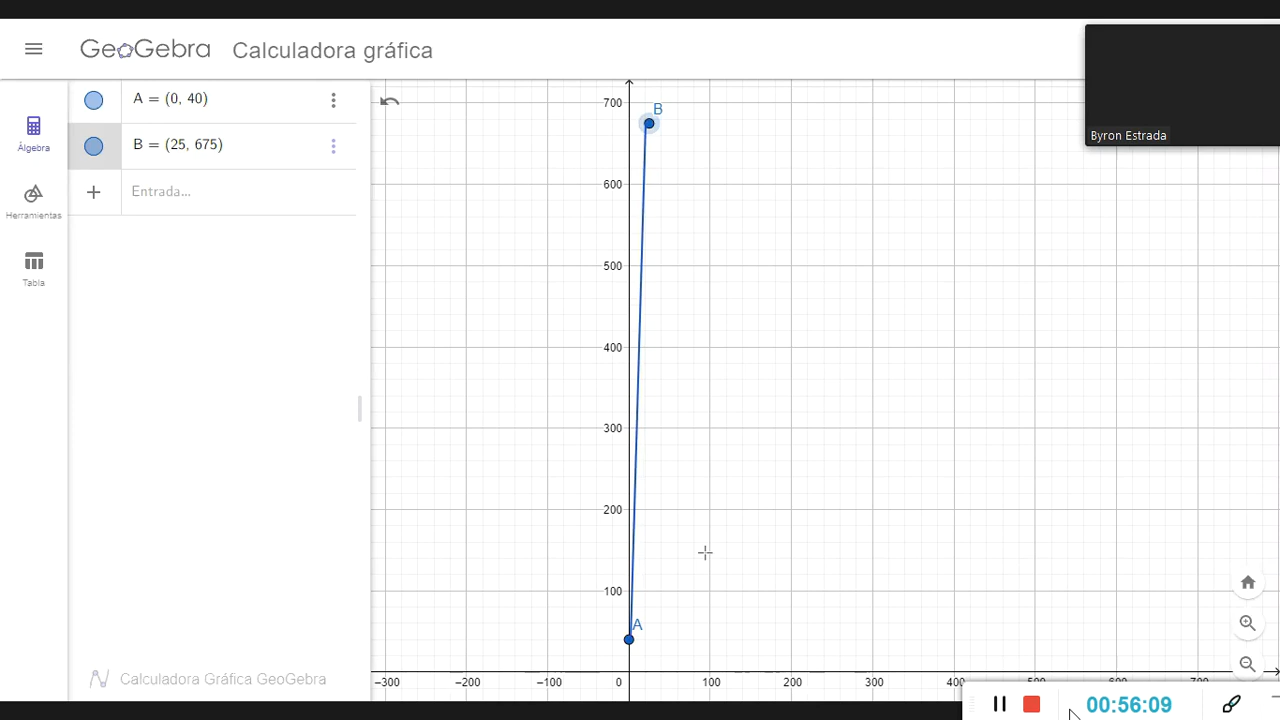 GeoGebra Calculadora gráfica
Byron Estrada
A = (0, 40)
B = (25, 675)
Entrada...
Álgebra
Herramientas
Tabla
B
A
700
600
500
400
300
200
100
−300 −200 −100 0 100 200 300 400 500
Calculadora Gráfica GeoGebra
00:56:09